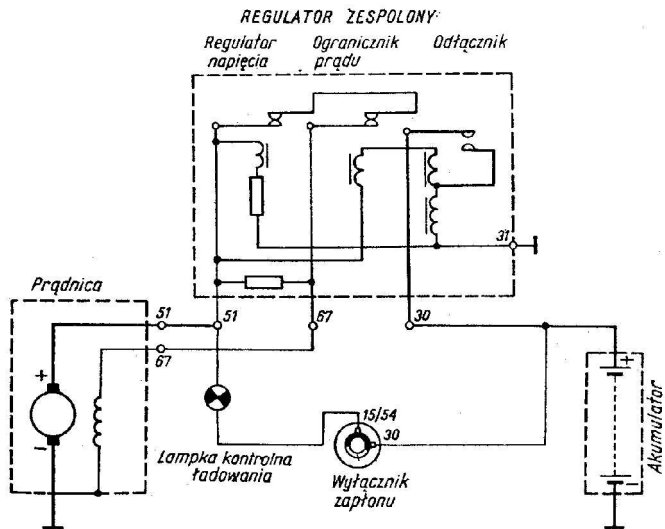 REGULATOR ZESPOLONY
Regulator
napięcia
Ogranicznik
prądu
Odłącznik
31
Prądnica
51
51
67
30
67
+
-
15/54
30
Lampka kontrolna
ładowania
Wyłącznik
zapłonu
+
-
Akumulator